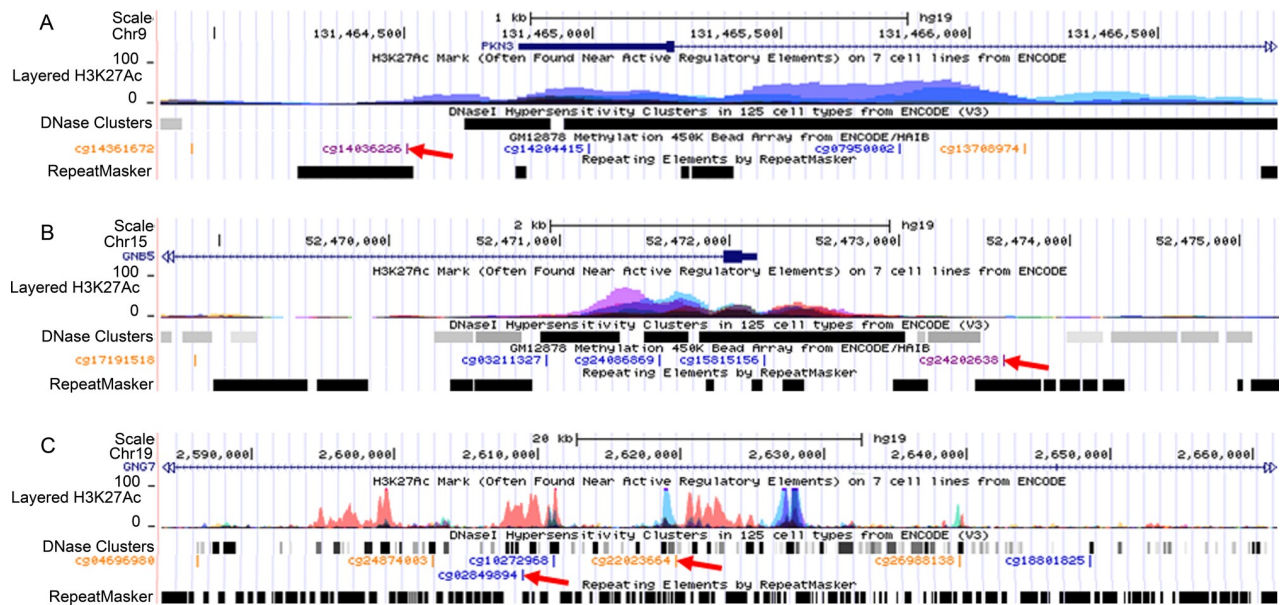 A
Scale 1 kb hg19
Chr9 131,464,500 131,465,000 131,465,500 131,466,000 131,466,500
PKN3
H3K27Ac Mark (Often Found Near Active Regulatory Elements) on 7 cell lines from ENCODE
100
Layered H3K27Ac
0
DNaseI Hypersensitivity Clusters in 125 cell types from ENCODE (V3)
DNase Clusters
GM12878 Methylation 450K Bead Array from ENCODE/HAIB
cg14361672 cg14036226 cg14204415 cg07950002 cg13708974
Repeating Elements by RepeatMasker
RepeatMasker
B
Scale 2 kb hg19
Chr15 52,470,000 52,471,000 52,472,000 52,473,000 52,474,000 52,475,000
GNB5
H3K27Ac Mark (Often Found Near Active Regulatory Elements) on 7 cell lines from ENCODE
100
Layered H3K27Ac
0
DNaseI Hypersensitivity Clusters in 125 cell types from ENCODE (V3)
DNase Clusters
GM12878 Methylation 450K Bead Array from ENCODE/HAIB
cg17191518 cg03211327 cg24086869 cg15815156 cg24202638
Repeating Elements by RepeatMasker
RepeatMasker
C
Scale 20 kb hg19
Chr19 2,590,000 2,600,000 2,610,000 2,620,000 2,630,000 2,640,000 2,650,000 2,660,000
GNG7
H3K27Ac Mark (Often Found Near Active Regulatory Elements) on 7 cell lines from ENCODE
100
Layered H3K27Ac
0
DNaseI Hypersensitivity Clusters in 125 cell types from ENCODE (V3)
DNase Clusters
cg04696980 cg24874003 cg10272968 cg22023664 cg26988138 cg18801825
cg02849894
Repeating Elements by RepeatMasker
RepeatMasker